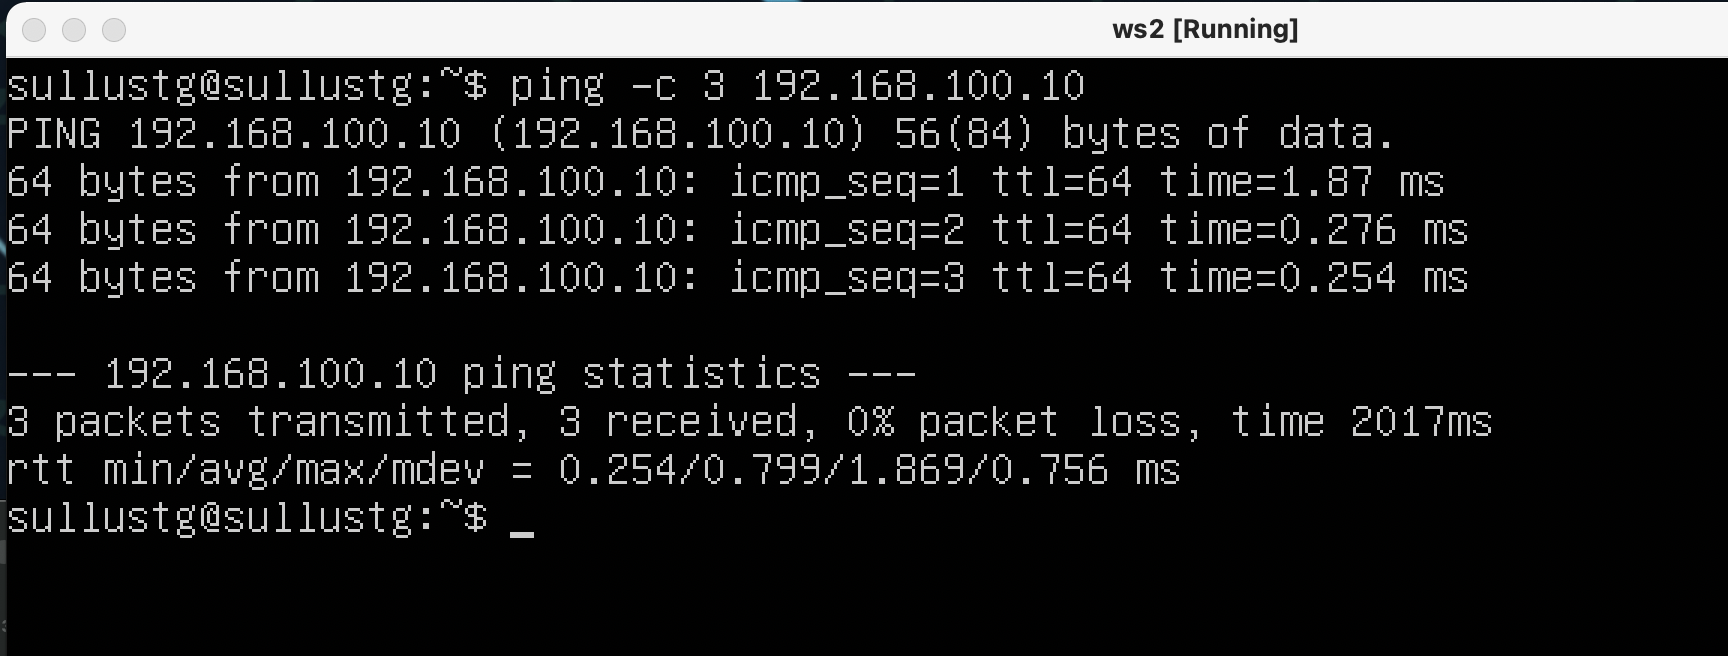 ws2 [Running]
sullustg@sullustg:~$ ping -c 3 192.168.100.10
PING 192.168.100.10 (192.168.100.10) 56(84) bytes of data.
64 bytes from 192.168.100.10: icmp_seq=1 ttl=64 time=1.87 ms
64 bytes from 192.168.100.10: icmp_seq=2 ttl=64 time=0.276 ms
64 bytes from 192.168.100.10: icmp_seq=3 ttl=64 time=0.254 ms
--- 192.168.100.10 ping statistics ---
3 packets transmitted, 3 received, 0% packet loss, time 2017ms
rtt min/avg/max/mdev = 0.254/0.799/1.869/0.756 ms
sullustg@sullustg:~$ _